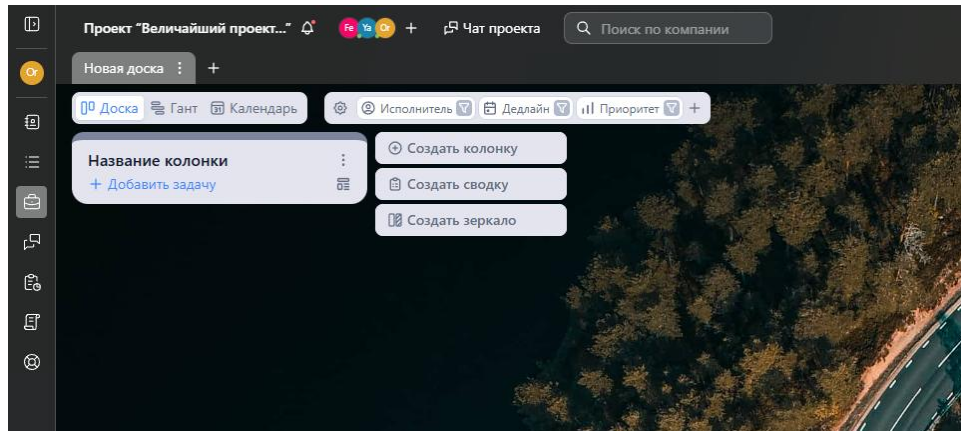 Проект “Величайший проект...” Fe Ya Or + Чат проекта Поиск по компании
Or
Новая доска +
Доска Гант 31 Календарь Исполнитель Дедлайн Приоритет +
Название колонки
+ Добавить задачу
Создать колонку
Создать сводку
Создать зеркало